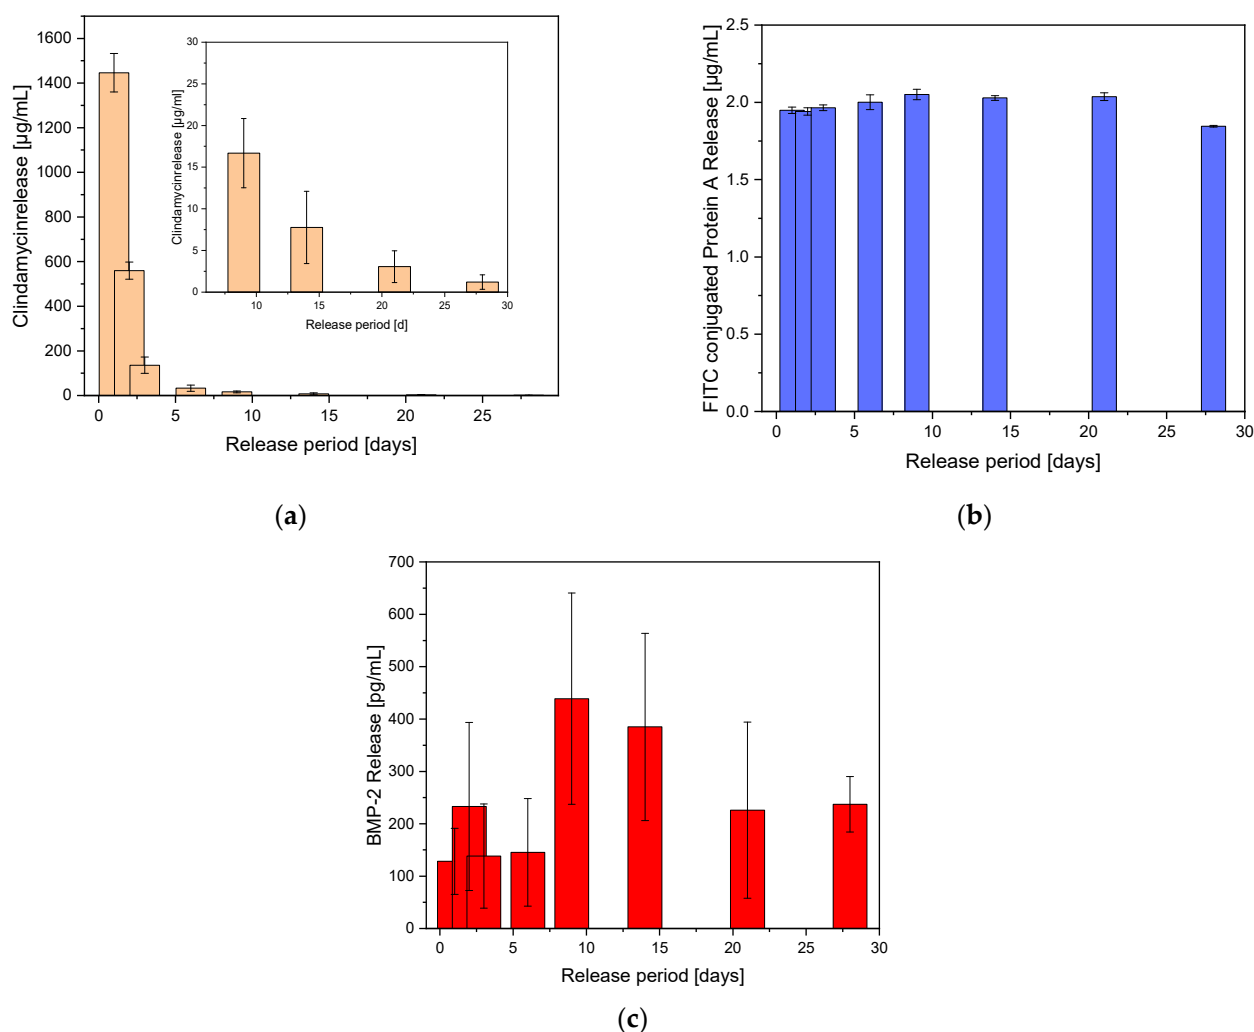 Clindamycinrelease [µg/mL]
1600
1400
1200
1000
800
600
400
200
0
0 5 10 15 20 25
Release period [days]
Clindamycinrelease [µg/ml]
30
25
20
15
10
5
0
10 15 20 25 30
Release period [d]
(a)
FITC conjugated Protein A Release [µg/mL]
2.5
2.0
1.5
1.0
0.5
0.0
0 5 10 15 20 25 30
Release period [days]
(b)
BMP-2 Release [pg/mL]
700
600
500
400
300
200
100
0
0 5 10 15 20 25 30
Release period [days]
(c)